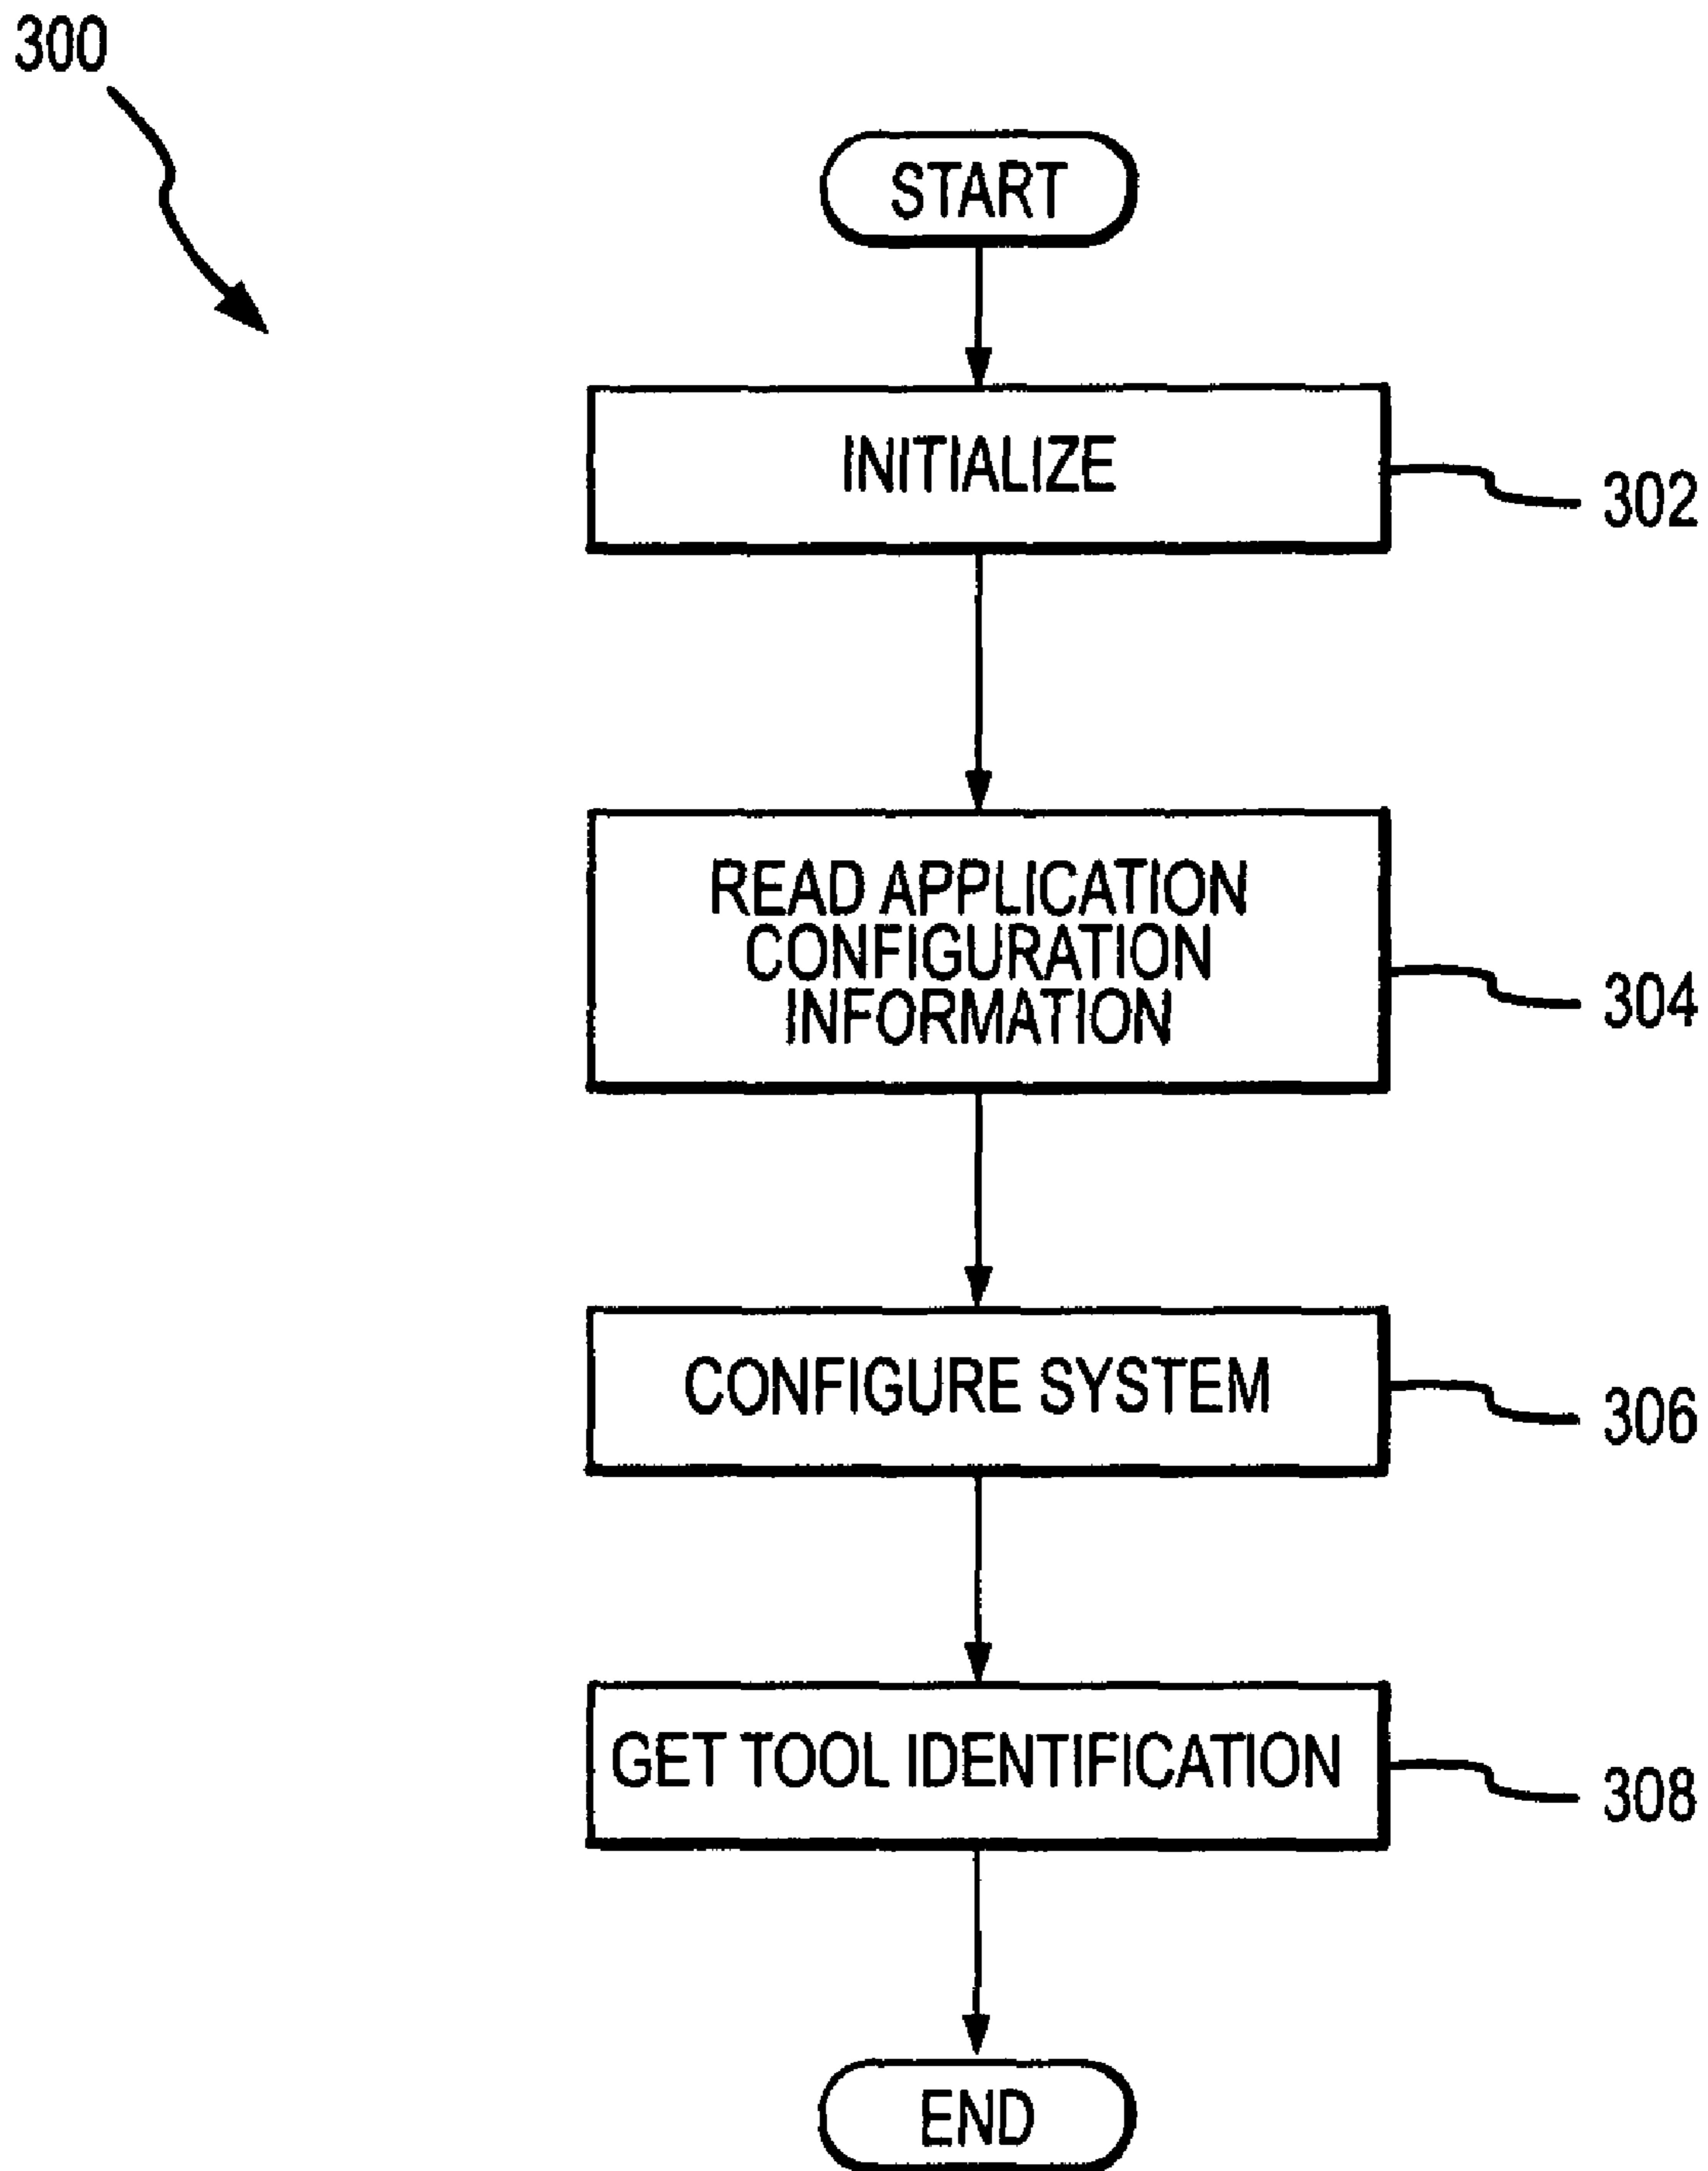 300
START
INITIALIZE
302
READ APPLICATION
CONFIGURATION
INFORMATION
304
CONFIGURE SYSTEM
306
GET TOOL IDENTIFICATION
308
END